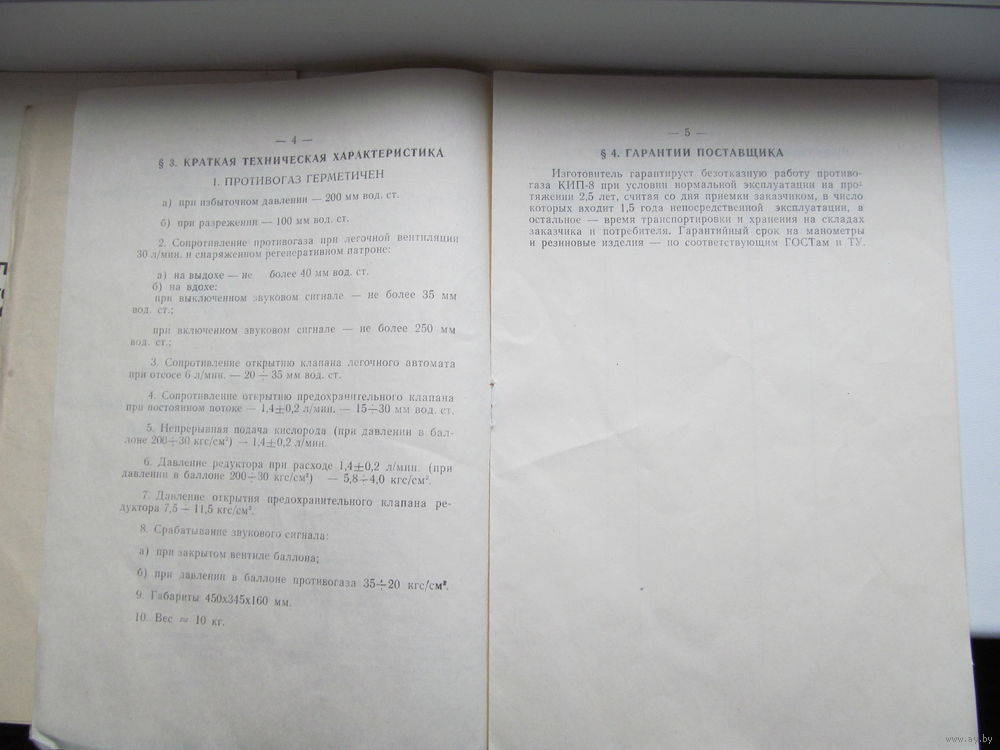 — 4 —
§ 3. КРАТКАЯ ТЕХНИЧЕСКАЯ ХАРАКТЕРИСТИКА
1. ПРОТИВОГАЗ ГЕРМЕТИЧЕН
а) при избыточном давлении — 200 мм вод. ст.
б) при разрежении — 100 мм вод. ст.
2. Сопротивление противогаза при легочной вентиляции
30 л/мин. и снаряженном регенеративном патроне:
а) на выдохе — не более 40 мм вод. ст.
б) на вдохе:
при выключенном звуковом сигнале — не более 35 мм
вод. ст.;
при включенном звуковом сигнале — не более 250 мм
вод. ст.;
3. Сопротивление открытию клапана легочного автомата
при отсосе 6 л/мин. — 20 ÷ 35 мм вод. ст.
4. Сопротивление открытию предохранительного клапана
при постоянном потоке — 1,4±0,2 л/мин. — 15÷30 мм вод. ст.
5. Непрерывная подача кислорода (при давлении в бал-
лоне 200÷30 кгс/см²) — 1,4±0,2 л/мин.
6. Давление редуктора при расходе 1,4±0,2 л/мин. (при
давлении в баллоне 200÷30 кгс/см²) — 5,8÷4,0 кгс/см².
7. Давление открытия предохранительного клапана ре-
дуктора 7,5 ÷ 11,5 кгс/см².
8. Срабатывание звукового сигнала:
а) при закрытом вентиле баллона;
б) при давлении в баллоне противогаза 35÷20 кгс/см².
9. Габариты 450х345х160 мм.
10. Вес ≈ 10 кг.
— 5 —
§ 4. ГАРАНТИИ ПОСТАВЩИКА
Изготовитель гарантирует безотказную работу противо-
газа КИП-8 при условии нормальной эксплуатации на про-
тяжении 2,5 лет, считая со дня приемки заказчиком, в число
которых входит 1,5 года непосредственной эксплуатации, а
остальное — время транспортировки и хранения на складах
заказчика и потребителя. Гарантийный срок на манометры
и резиновые изделия — по соответствующим ГОСТам и ТУ.
www.ay.by